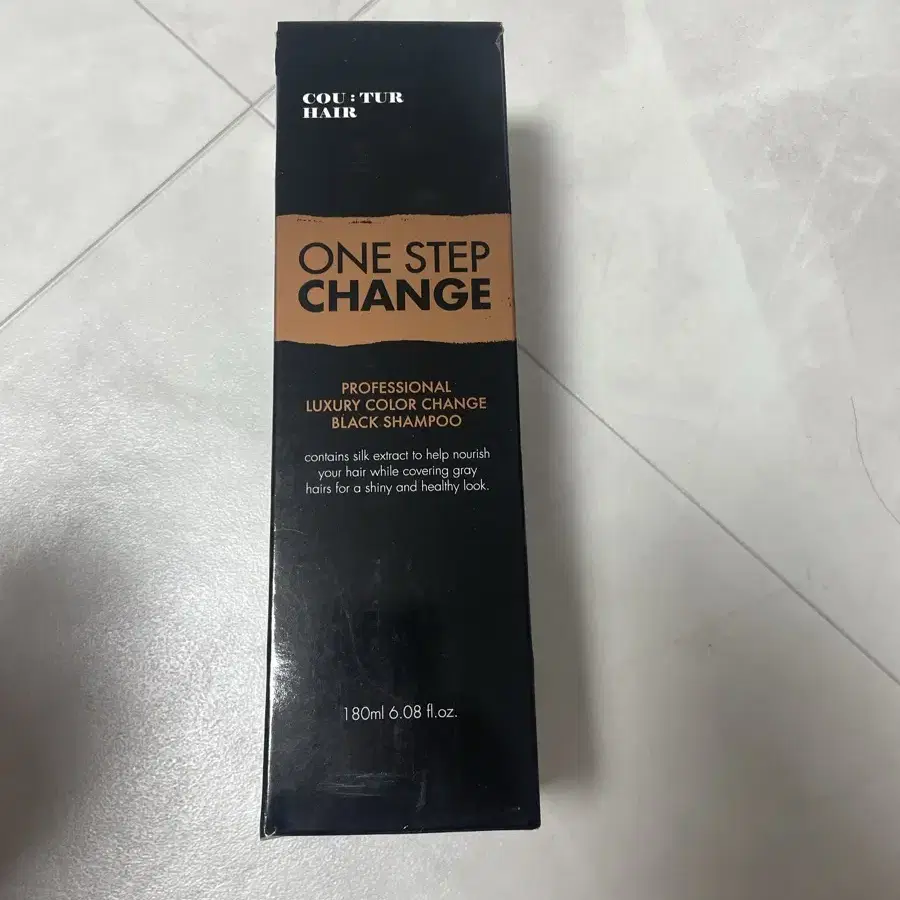 COU : TUR
HAIR
ONE STEP
CHANGE
PROFESSIONAL
LUXURY COLOR CHANGE
BLACK SHAMPOO
contains silk extract to help nourish
your hair while covering gray
hairs for a shiny and healthy look.
180ml 6.08 fl.oz.